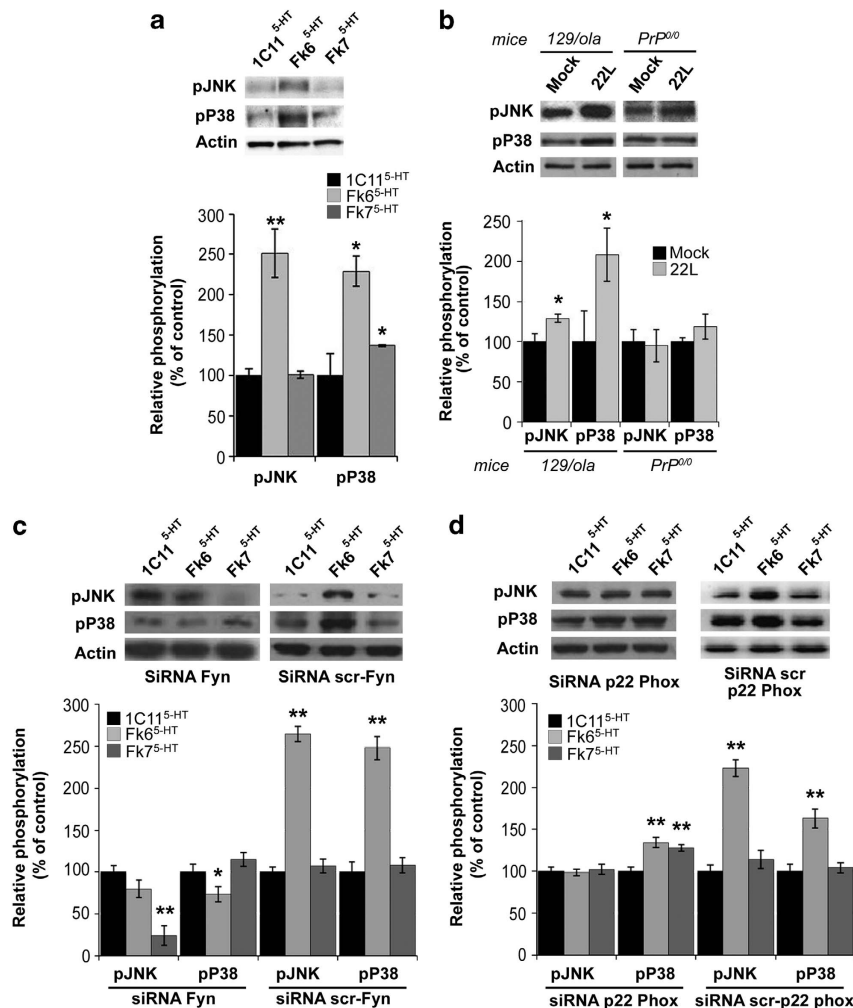 a
1C11 5-HT
Fk6 5-HT
Fk7 5-HT
pJNK
pP38
Actin
1C11 5-HT
Fk6 5-HT
Fk7 5-HT
Relative phosphorylation
(% of control)
300
250
200
150
100
50
0
**
*
*
pJNK pP38
b
mice 129/ola PrP0/0
Mock 22L Mock 22L
pJNK
pP38
Actin
Relative phosphorylation
(% of control)
250
200
150
100
50
0
Mock
22L
*
*
pJNK pP38 pJNK pP38
mice 129/ola PrP0/0
c
1C11 5-HT Fk6 5-HT Fk7 5-HT 1C11 5-HT Fk6 5-HT Fk7 5-HT
pJNK
pP38
Actin
SiRNA Fyn SiRNA scr-Fyn
Relative phosphorylation
(% of control)
300
250
200
150
100
50
0
1C11 5-HT
Fk6 5-HT
Fk7 5-HT
** * ** **
pJNK pP38 pJNK pP38
siRNA Fyn siRNA scr-Fyn
d
1C11 5-HT Fk6 5-HT Fk7 5-HT 1C11 5-HT Fk6 5-HT Fk7 5-HT
pJNK
pP38
Actin
SiRNA p22 Phox SiRNA scr
p22 Phox
Relative phosphorylation
(% of control)
300
250
200
150
100
50
0
1C11 5-HT
Fk6 5-HT
Fk7 5-HT
** ** ** **
pJNK pP38 pJNK pP38
siRNA p22 Phox siRNA scr-p22 phox